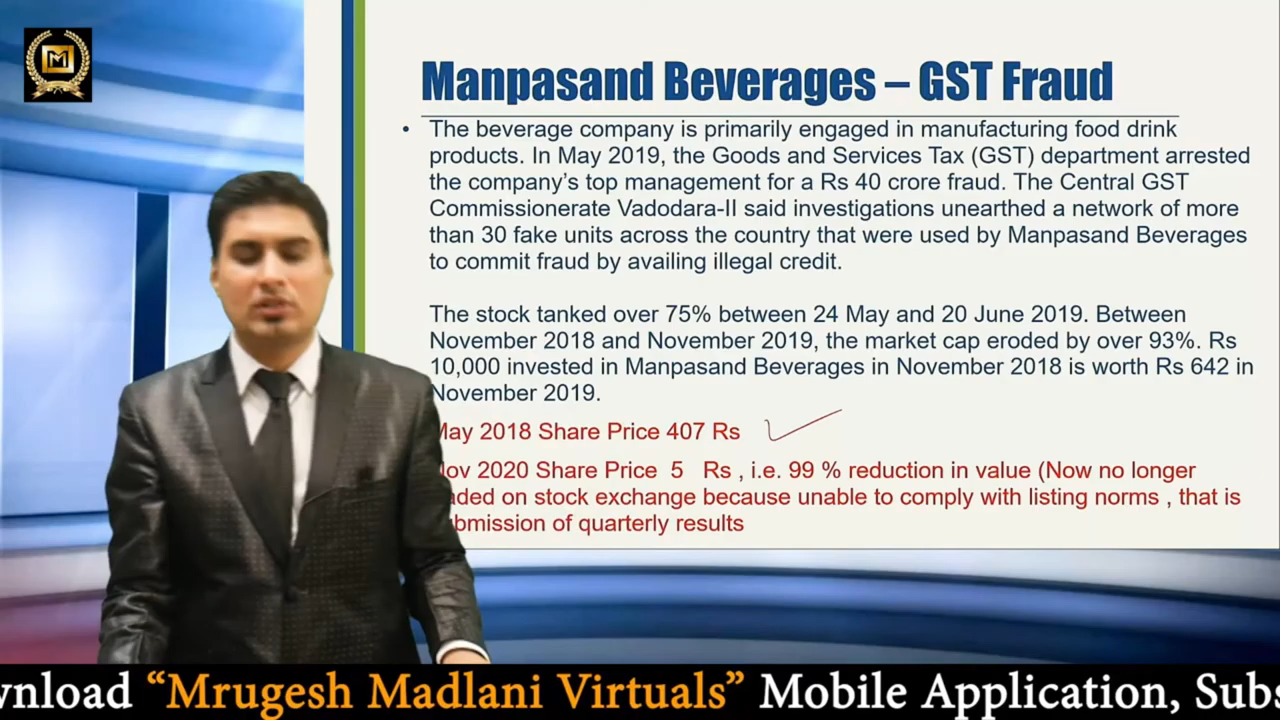 M
Manpasand Beverages – GST Fraud
• The beverage company is primarily engaged in manufacturing food drink
products. In May 2019, the Goods and Services Tax (GST) department arrested
the company's top management for a Rs 40 crore fraud. The Central GST
Commissionerate Vadodara-II said investigations unearthed a network of more
than 30 fake units across the country that were used by Manpasand Beverages
to commit fraud by availing illegal credit.
The stock tanked over 75% between 24 May and 20 June 2019. Between
November 2018 and November 2019, the market cap eroded by over 93%. Rs
10,000 invested in Manpasand Beverages in November 2018 is worth Rs 642 in
November 2019.
May 2018 Share Price 407 Rs
Nov 2020 Share Price 5 Rs , i.e. 99 % reduction in value (Now no longer
aded on stock exchange because unable to comply with listing norms , that is
bmission of quarterly results
wnload “Mrugesh Madlani Virtuals” Mobile Application, Subs